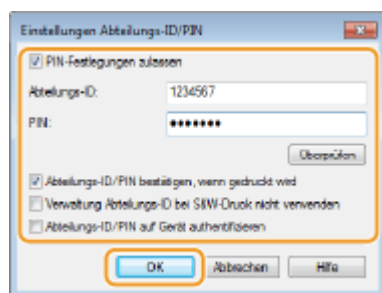 Einstellungen Abteilungs-ID/PIN
PIN-Festlegungen zulassen
Abteilungs-ID: 1234567
PIN: •••••••
Überprüfen
Abteilungs-ID/PIN bestätigen, wenn gedruckt wird
Verwaltung Abteilungs-ID bei S&W-Druck nicht verwenden
Abteilungs-ID/PIN auf Gerät authentifizieren
OK Abbrechen Hilfe